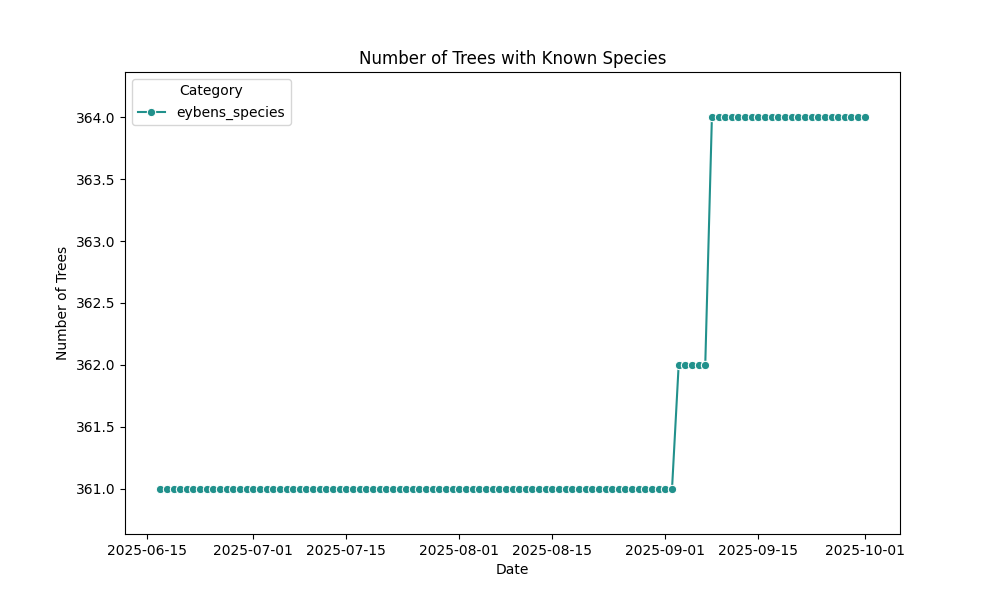 Number of Trees with Known Species
Category
eybens_species
364.0
363.5
363.0
362.5
362.0
361.5
361.0
Number of Trees
2025-06-15 2025-07-01 2025-07-15 2025-08-01 2025-08-15 2025-09-01 2025-09-15 2025-10-01
Date